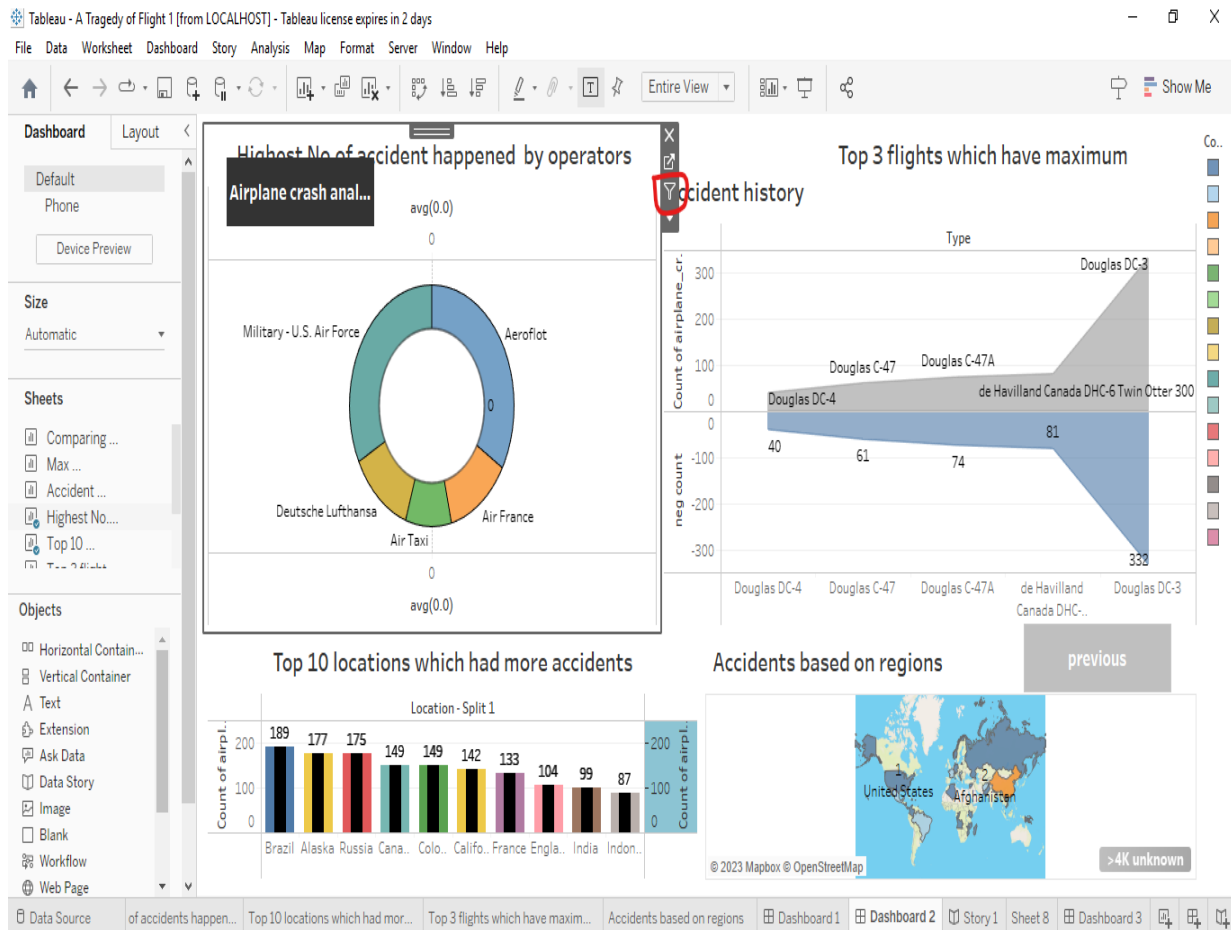 Tableau - A Tragedy of Flight 1 [from LOCALHOST] - Tableau license expires in 2 days
File Data Worksheet Dashboard Story Analysis Map Format Server Window Help
Entire View
Show Me
Dashboard
Layout
Default
Phone
Device Preview
Size
Automatic
Sheets
Comparing ...
Max ...
Accident ...
Highest No....
Top 10 ...
Objects
Horizontal Contain...
Vertical Container
Text
Extension
Ask Data
Data Story
Image
Blank
Workflow
Web Page
Highest No of accident happened by operators
Airplane crash anal...
avg(0.0)
0
Military - U.S. Air Force
Aeroflot
0
Deutsche Lufthansa
Air France
Air Taxi
0
avg(0.0)
Top 3 flights which have maximum
ccident history
Type
Count of airplane_cr.
300
200
100
0
Douglas DC-3
Douglas C-47
Douglas C-47A
Douglas DC-4
de Havilland Canada DHC-6 Twin Otter 300
neg count
0
-100
-200
-300
40
61
74
81
332
Douglas DC-4
Douglas C-47
Douglas C-47A
de Havilland
Canada DHC-..
Douglas DC-3
Co..
previous
Top 10 locations which had more accidents
Location - Split 1
Count of airpl..
200
100
0
189
177
175
149
149
142
133
104
99
87
200
100
0
Count of airpl..
Brazil Alaska Russia Cana.. Colo.. Califo.. France Engla.. India Indon..
Accidents based on regions
1
United States
2
Afghanistan
© 2023 Mapbox © OpenStreetMap
>4K unknown
Data Source
of accidents happen...
Top 10 locations which had mor...
Top 3 flights which have maxim...
Accidents based on regions
Dashboard 1
Dashboard 2
Story 1
Sheet 8
Dashboard 3